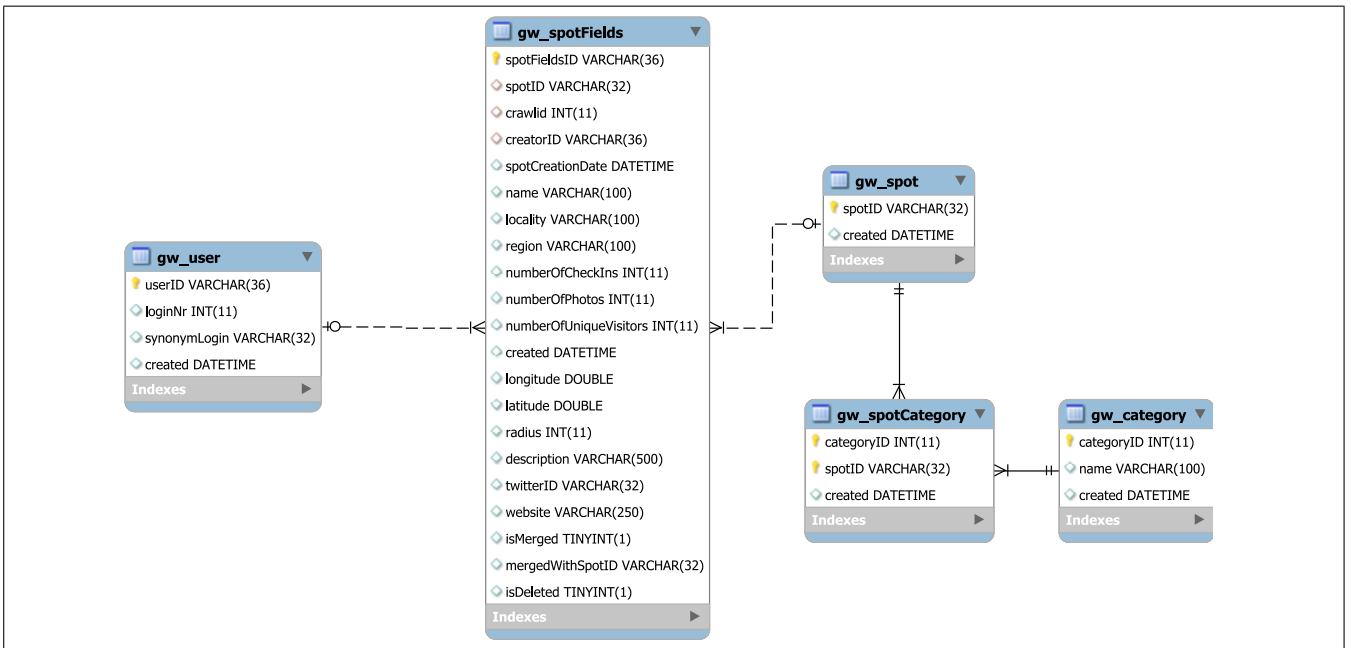 gw_spotFields
spotFieldsID VARCHAR(36)
spotID VARCHAR(32)
crawlid INT(11)
creatorID VARCHAR(36)
spotCreationDate DATETIME
name VARCHAR(100)
locality VARCHAR(100)
region VARCHAR(100)
numberOfCheckIns INT(11)
numberOfPhotos INT(11)
numberOfUniqueVisitors INT(11)
created DATETIME
longitude DOUBLE
latitude DOUBLE
radius INT(11)
description VARCHAR(500)
twitterID VARCHAR(32)
website VARCHAR(250)
isMerged TINYINT(1)
mergedWithSpotID VARCHAR(32)
isDeleted TINYINT(1)
Indexes
gw_user
userID VARCHAR(36)
loginNr INT(11)
synonymLogin VARCHAR(32)
created DATETIME
Indexes
gw_spot
spotID VARCHAR(32)
created DATETIME
Indexes
gw_spotCategory
categoryID INT(11)
spotID VARCHAR(32)
created DATETIME
Indexes
gw_category
categoryID INT(11)
name VARCHAR(100)
created DATETIME
Indexes